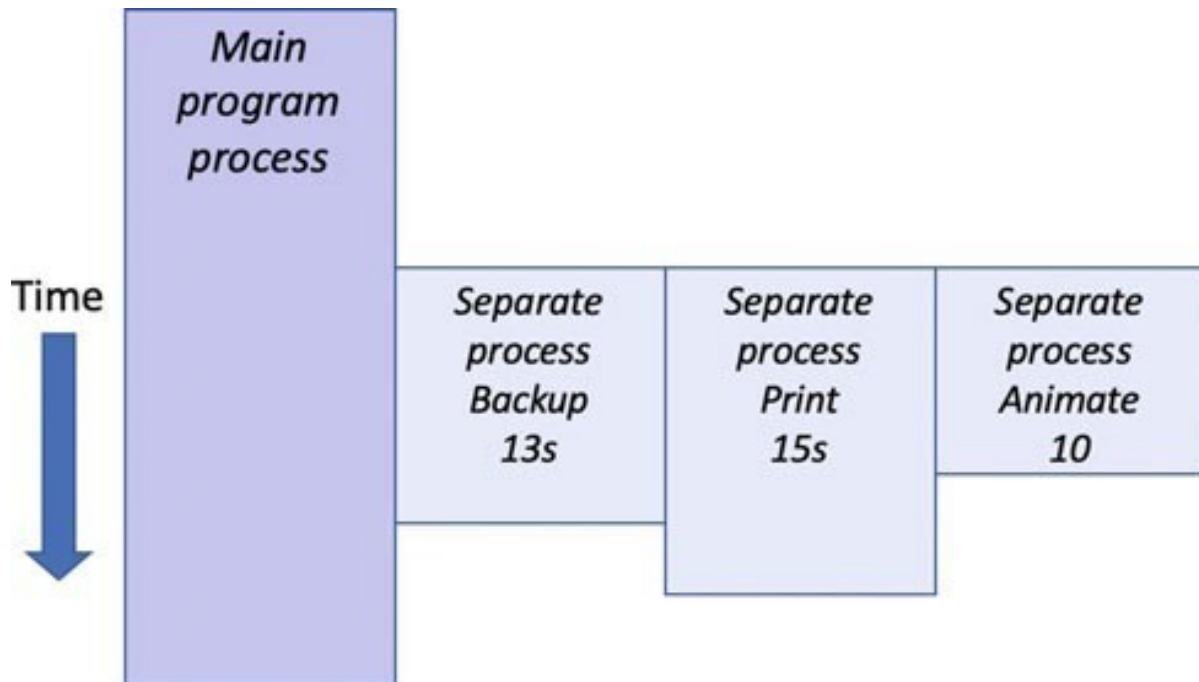 Main
program
process
Time
Separate
process
Backup
13s
Separate
process
Print
15s
Separate
process
Animate
10